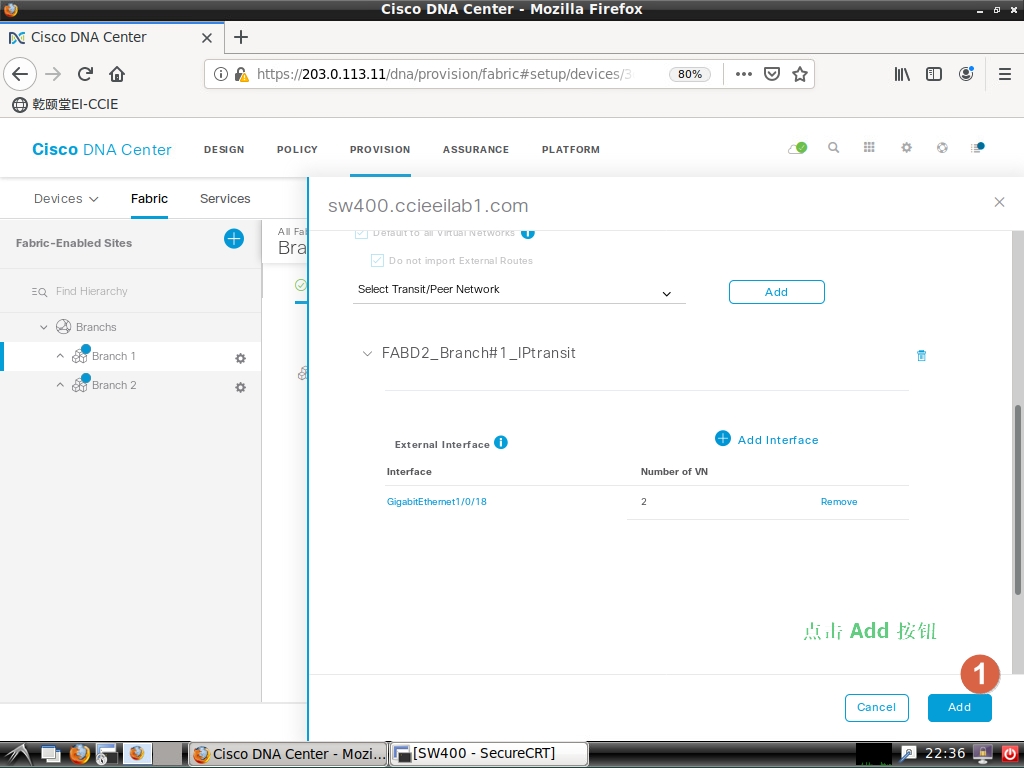 Cisco DNA Center - Mozilla Firefox
Cisco DNA Center
https://203.0.113.11/dna/provision/fabric#setup/devices/3
80%
乾颐堂EI-CCIE
Cisco DNA Center
DESIGN
POLICY
PROVISION
ASSURANCE
PLATFORM
Devices
Fabric
Services
sw400.ccieeilab1.com
Fabric-Enabled Sites
All Fa
Bra
Default to all Virtual Networks
Do not import External Routes
Find Hierarchy
Select Transit/Peer Network
Add
Branchs
Branch 1
Branch 2
FABD2_Branch#1_IPtransit
External Interface
Add Interface
Interface
Number of VN
GigabitEthernet1/0/18
2
Remove
点击 Add 按钮
1
Cancel
Add
Cisco DNA Center - Mozi...
[SW400 - SecureCRT]
22:36